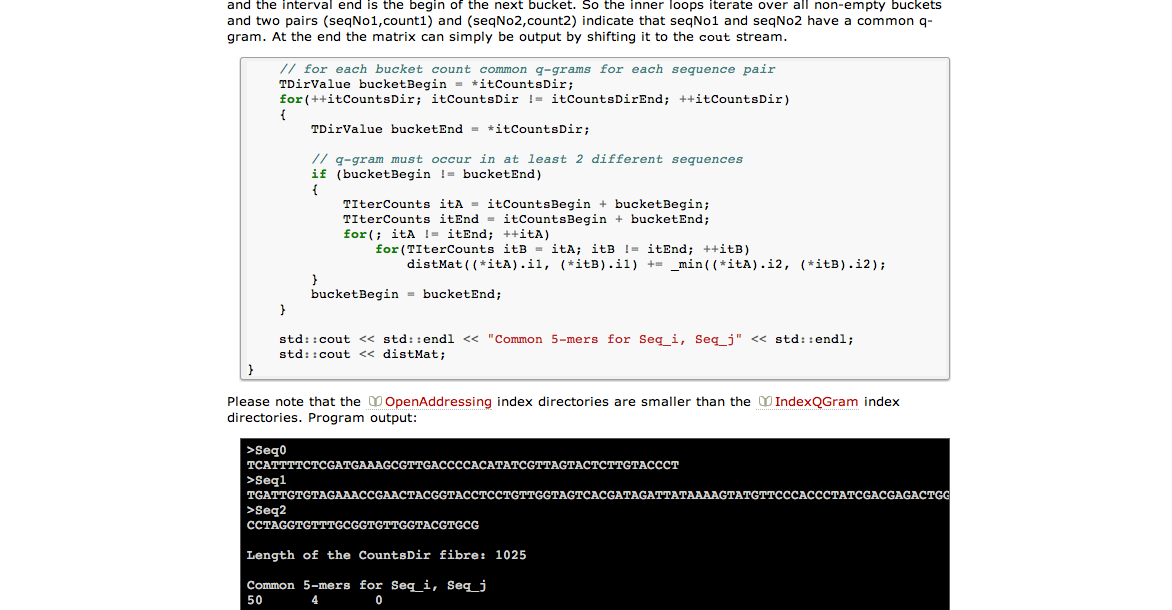 and the interval end is the begin of the next bucket. So the inner loops iterate over all non-empty buckets
and two pairs (seqNo1,count1) and (seqNo2,count2) indicate that seqNo1 and seqNo2 have a common q-
gram. At the end the matrix can simply be output by shifting it to the cout stream.
// for each bucket count common q-grams for each sequence pair
TDirValue bucketBegin = *itCountsDir;
for(++itCountsDir; itCountsDir != itCountsDirEnd; ++itCountsDir)
{
TDirValue bucketEnd = *itCountsDir;
// q-gram must occur in at least 2 different sequences
if (bucketBegin != bucketEnd)
{
TIterCounts itA = itCountsBegin + bucketBegin;
TIterCounts itEnd = itCountsBegin + bucketEnd;
for(; itA != itEnd; ++itA)
for(TIterCounts itB = itA; itB != itEnd; ++itB)
distMat((*itA).i1, (*itB).i1) += _min((*itA).i2, (*itB).i2);
}
bucketBegin = bucketEnd;
}
std::cout << std::endl << "Common 5-mers for Seq_i, Seq_j" << std::endl;
std::cout << distMat;
}
Please note that the OpenAddressing index directories are smaller than the IndexQGram index
directories. Program output:
>Seq0
TCATTTTCTCGATGAAAGCGTTGACCCCACATATCGTTAGTACTCTTGTACCCT
>Seq1
TGATTGTGTAGAAACCGAACTACGGTACCTCCTGTTGGTAGTCACGATAGATTATAAAAGTATGTTCCCACCCTATCGACGAGACTGG
>Seq2
CCTAGGTGTTTGCGGTGTTGGTACGTGCG
Length of the CountsDir fibre: 1025
Common 5-mers for Seq_i, Seq_j
50 4 0